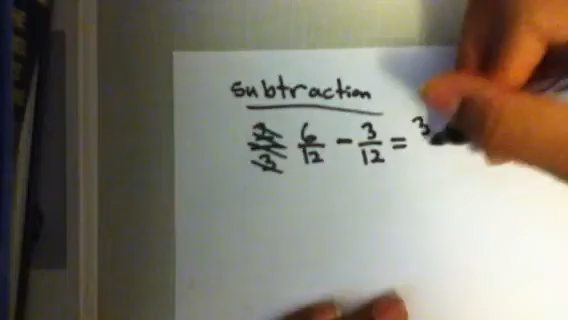 subtraction
6/12 - 3/12 = 3